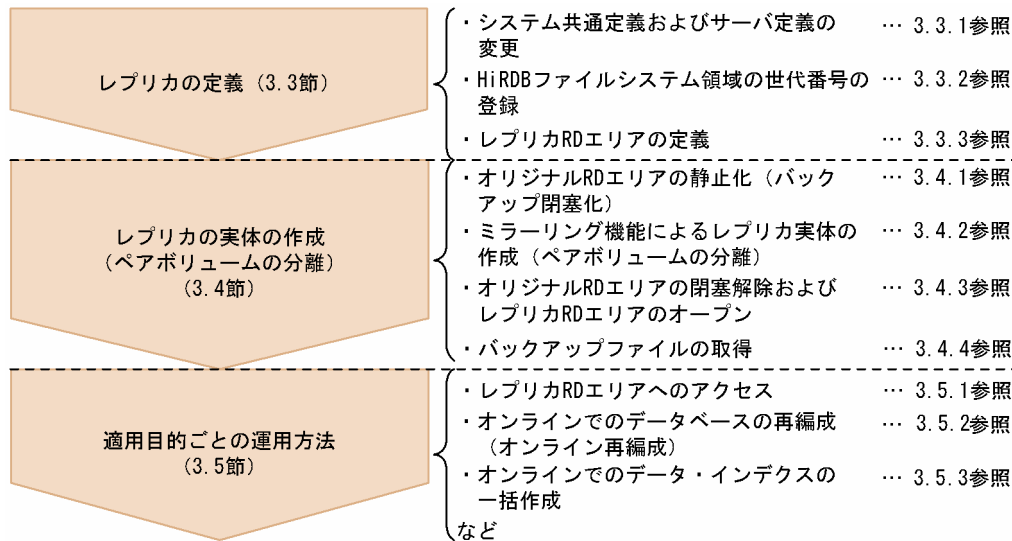 レプリカの定義（3.3節）
・システム共通定義およびサーバ定義の … 3.3.1参照
変更
・HiRDBファイルシステム領域の世代番号の … 3.3.2参照
登録
・レプリカRDエリアの定義 … 3.3.3参照
レプリカの実体の作成
（ペアボリュームの分離）
（3.4節）
・オリジナルRDエリアの静止化（バック … 3.4.1参照
アップ閉塞化）
・ミラーリング機能によるレプリカ実体の … 3.4.2参照
作成（ペアボリュームの分離）
・オリジナルRDエリアの閉塞解除および … 3.4.3参照
レプリカRDエリアのオープン
・バックアップファイルの取得 … 3.4.4参照
適用目的ごとの運用方法
（3.5節）
・レプリカRDエリアへのアクセス … 3.5.1参照
・オンラインでのデータベースの再編成 … 3.5.2参照
（オンライン再編成）
・オンラインでのデータ・インデクスの … 3.5.3参照
一括作成
など